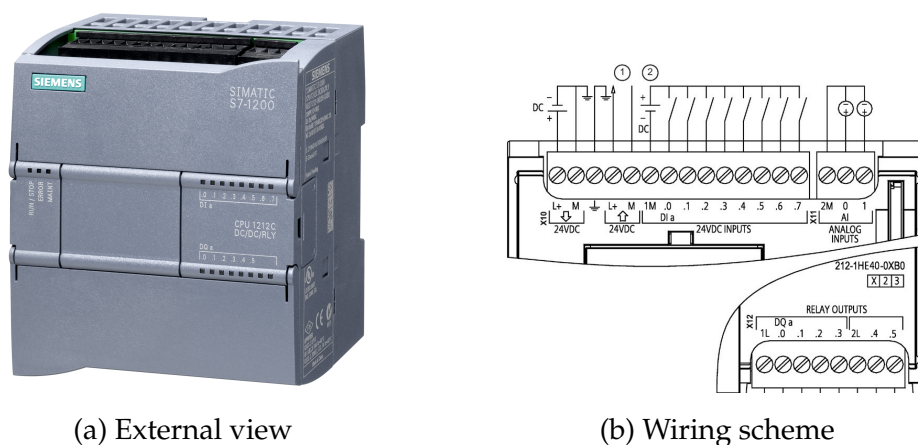 SIEMENS
SIMATIC
S7-1200
RUN / STOP
ERROR
MAINT
.0 .1 .2 .3 .4 .5 .6 .7
DI a
CPU 1212C
DC/DC/RLY
DQ a
.0 .1 .2 .3 .4 .5
(a) External view
1 2
DC
DC
L+ M L+ M 1M .0 .1 .2 .3 .4 .5 .6 .7 2M 0 1
X10 24VDC 24VDC DI a 24VDC INPUTS X11 AI
ANALOG
INPUTS
212-1HE40-0XB0
X 2 3
RELAY OUTPUTS
X12 DQ a
1L .0 .1 .2 .3 2L .4 .5
(b) Wiring scheme